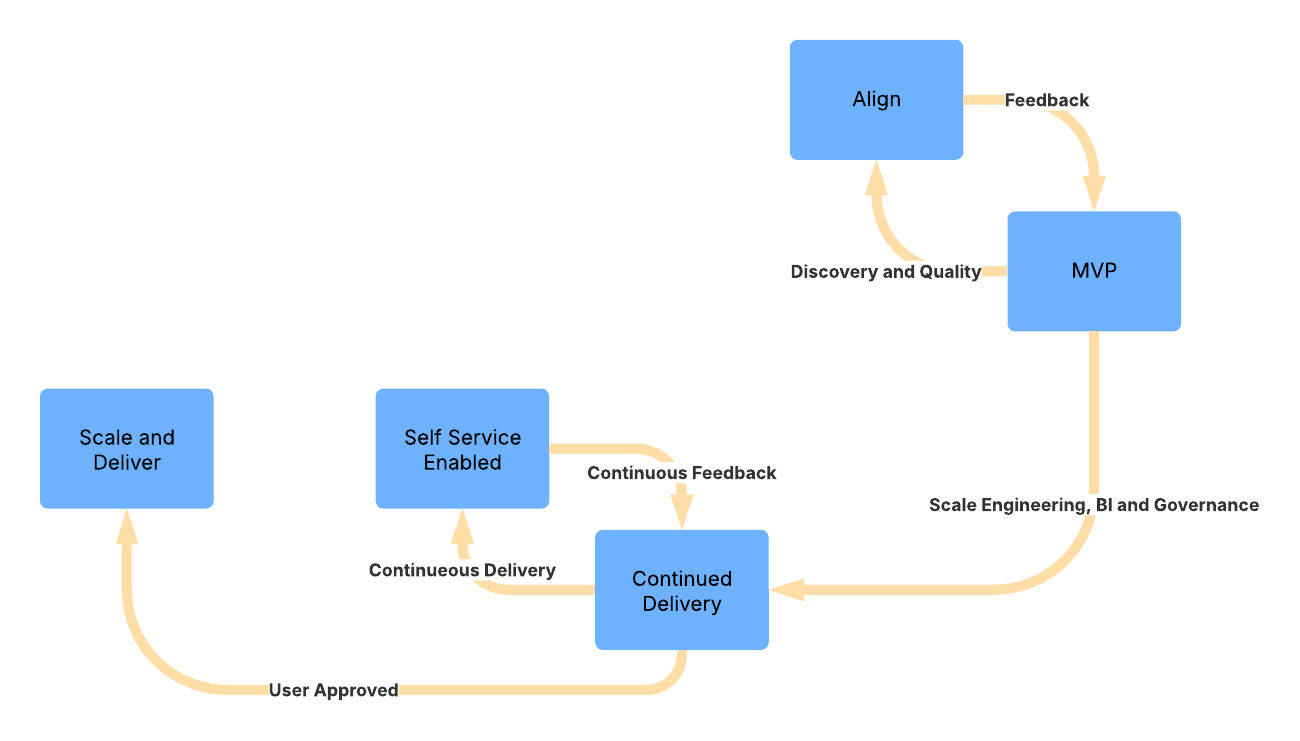 Align
Feedback
Discovery and Quality
MVP
Scale and
Deliver
Self Service
Enabled
Continuous Feedback
Scale Engineering, BI and Governance
Continueous Delivery
Continued
Delivery
User Approved